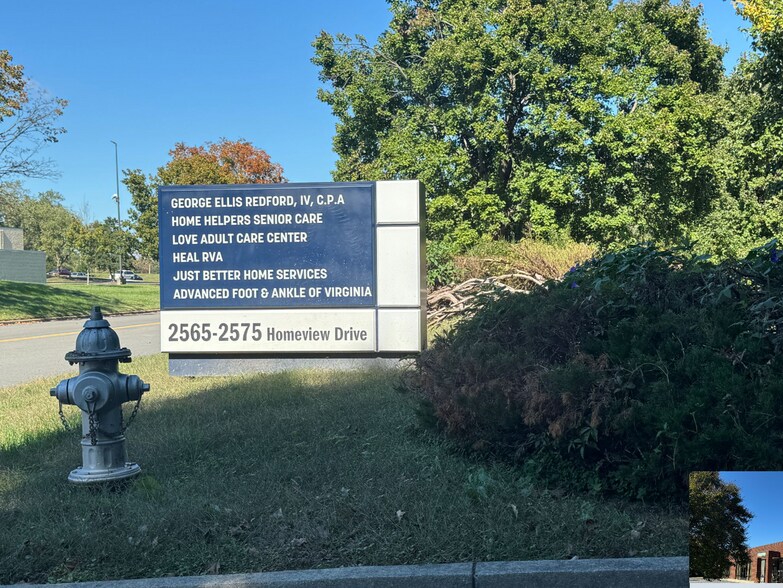 GEORGE ELLIS REDFORD, IV, C.P.A
HOME HELPERS SENIOR CARE
LOVE ADULT CARE CENTER
HEAL RVA
JUST BETTER HOME SERVICES
ADVANCED FOOT & ANKLE OF VIRGINIA
2565-2575 Homeview Drive